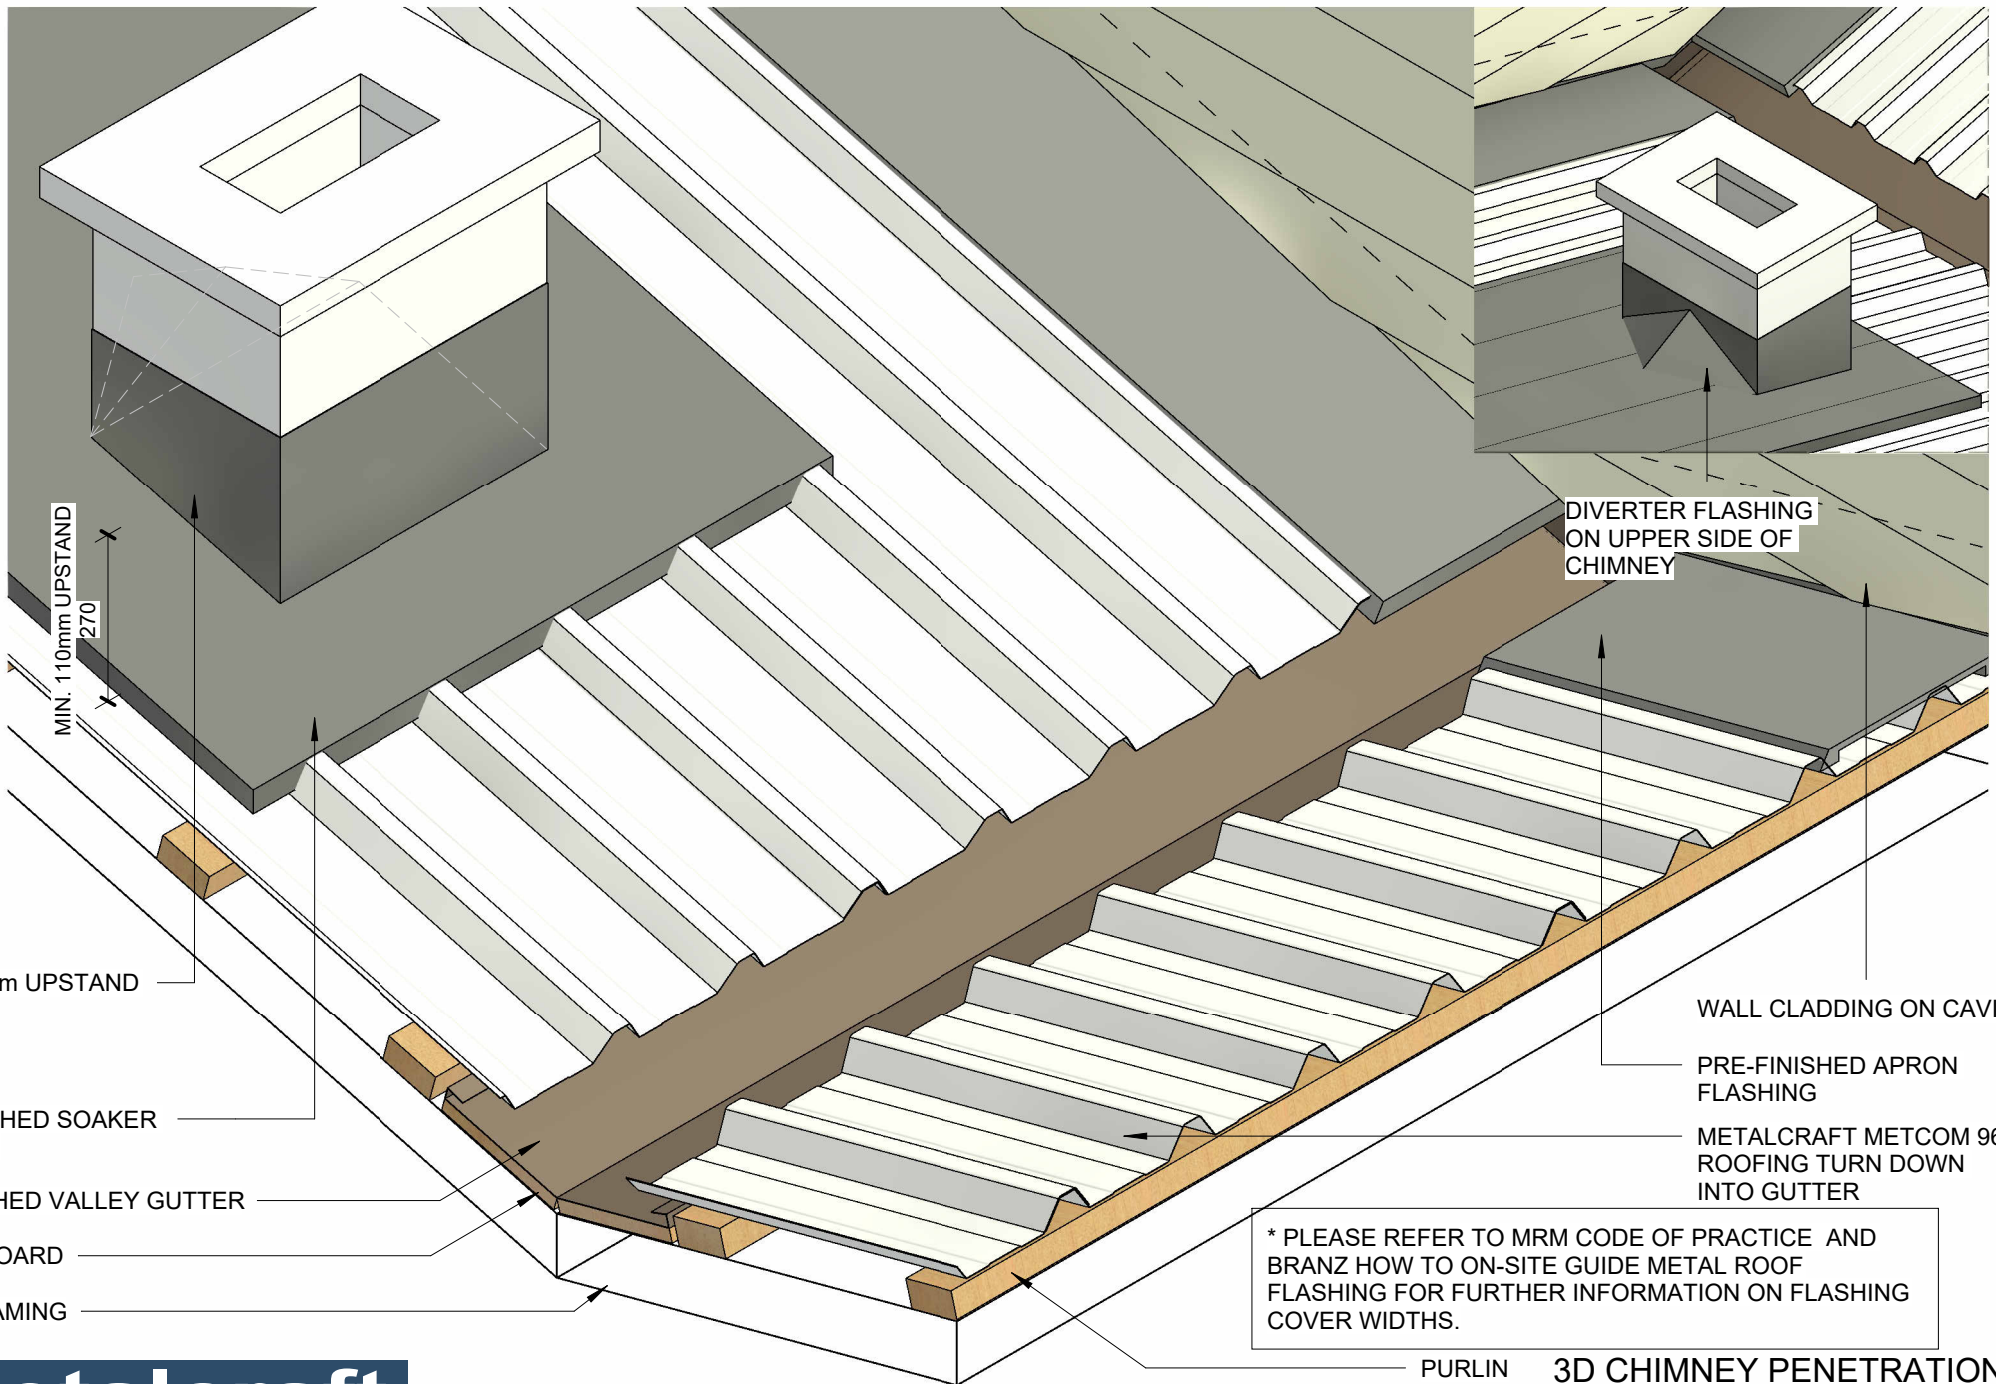 DIVERTER FLASHING
ON UPPER SIDE OF
CHIMNEY
MIN. 110mm UPSTAND
270
m UPSTAND
HED SOAKER
HED VALLEY GUTTER
OARD
AMING
WALL CLADDING ON CAVI
PRE-FINISHED APRON
FLASHING
METALCRAFT METCOM 96
ROOFING TURN DOWN
INTO GUTTER
* PLEASE REFER TO MRM CODE OF PRACTICE AND
BRANZ HOW TO ON-SITE GUIDE METAL ROOF
FLASHING FOR FURTHER INFORMATION ON FLASHING
COVER WIDTHS.
PURLIN
3D CHIMNEY PENETRATION
etalcraft